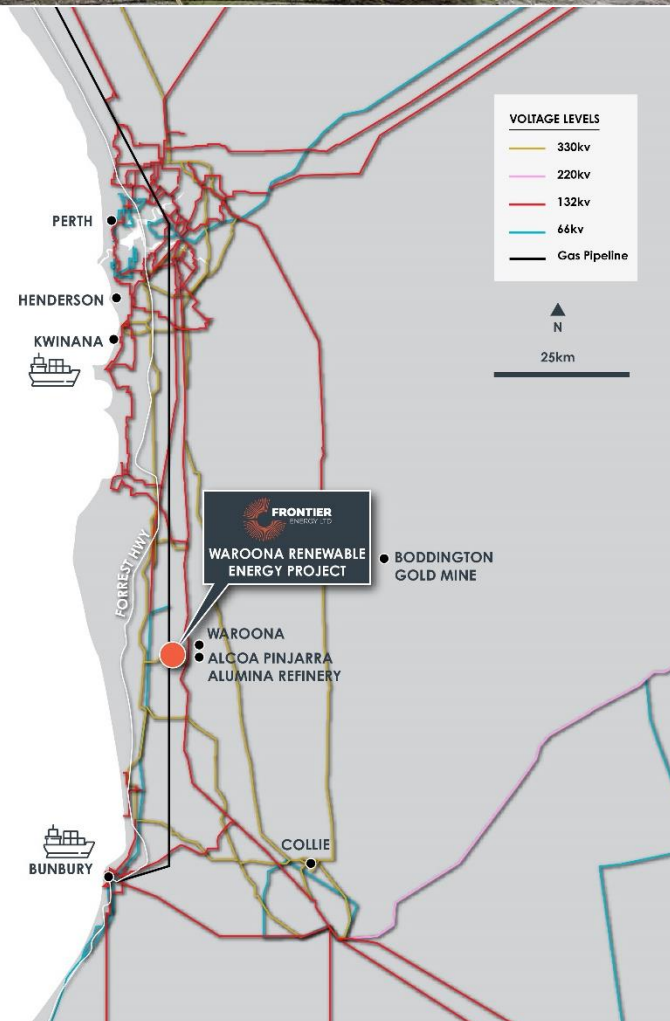 VOLTAGE LEVELS
330kv
220kv
132kv
66kv
Gas Pipeline
N
25km
PERTH
HENDERSON
KWINANA
FORREST HWY
FRONTIER
ENERGY LTD
WAROONA RENEWABLE
ENERGY PROJECT
BODDINGTON
GOLD MINE
WAROONA
ALCOA PINJARRA
ALUMINA REFINERY
COLLIE
BUNBURY